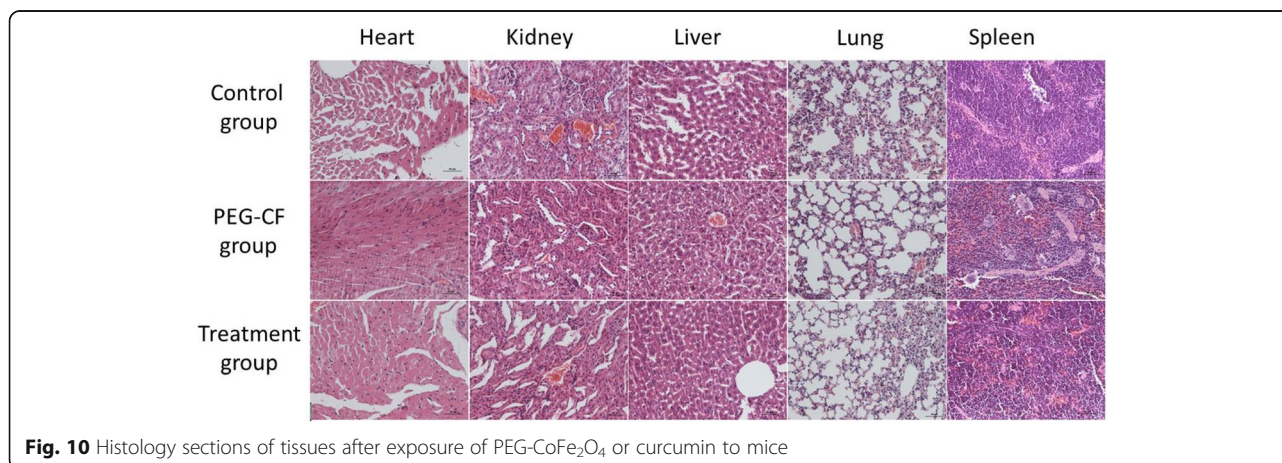 Heart Kidney Liver Lung Spleen
Control
group
PEG-CF
group
Treatment
group
Fig. 10 Histology sections of tissues after exposure of PEG-CoFe₂O₄ or curcumin to mice